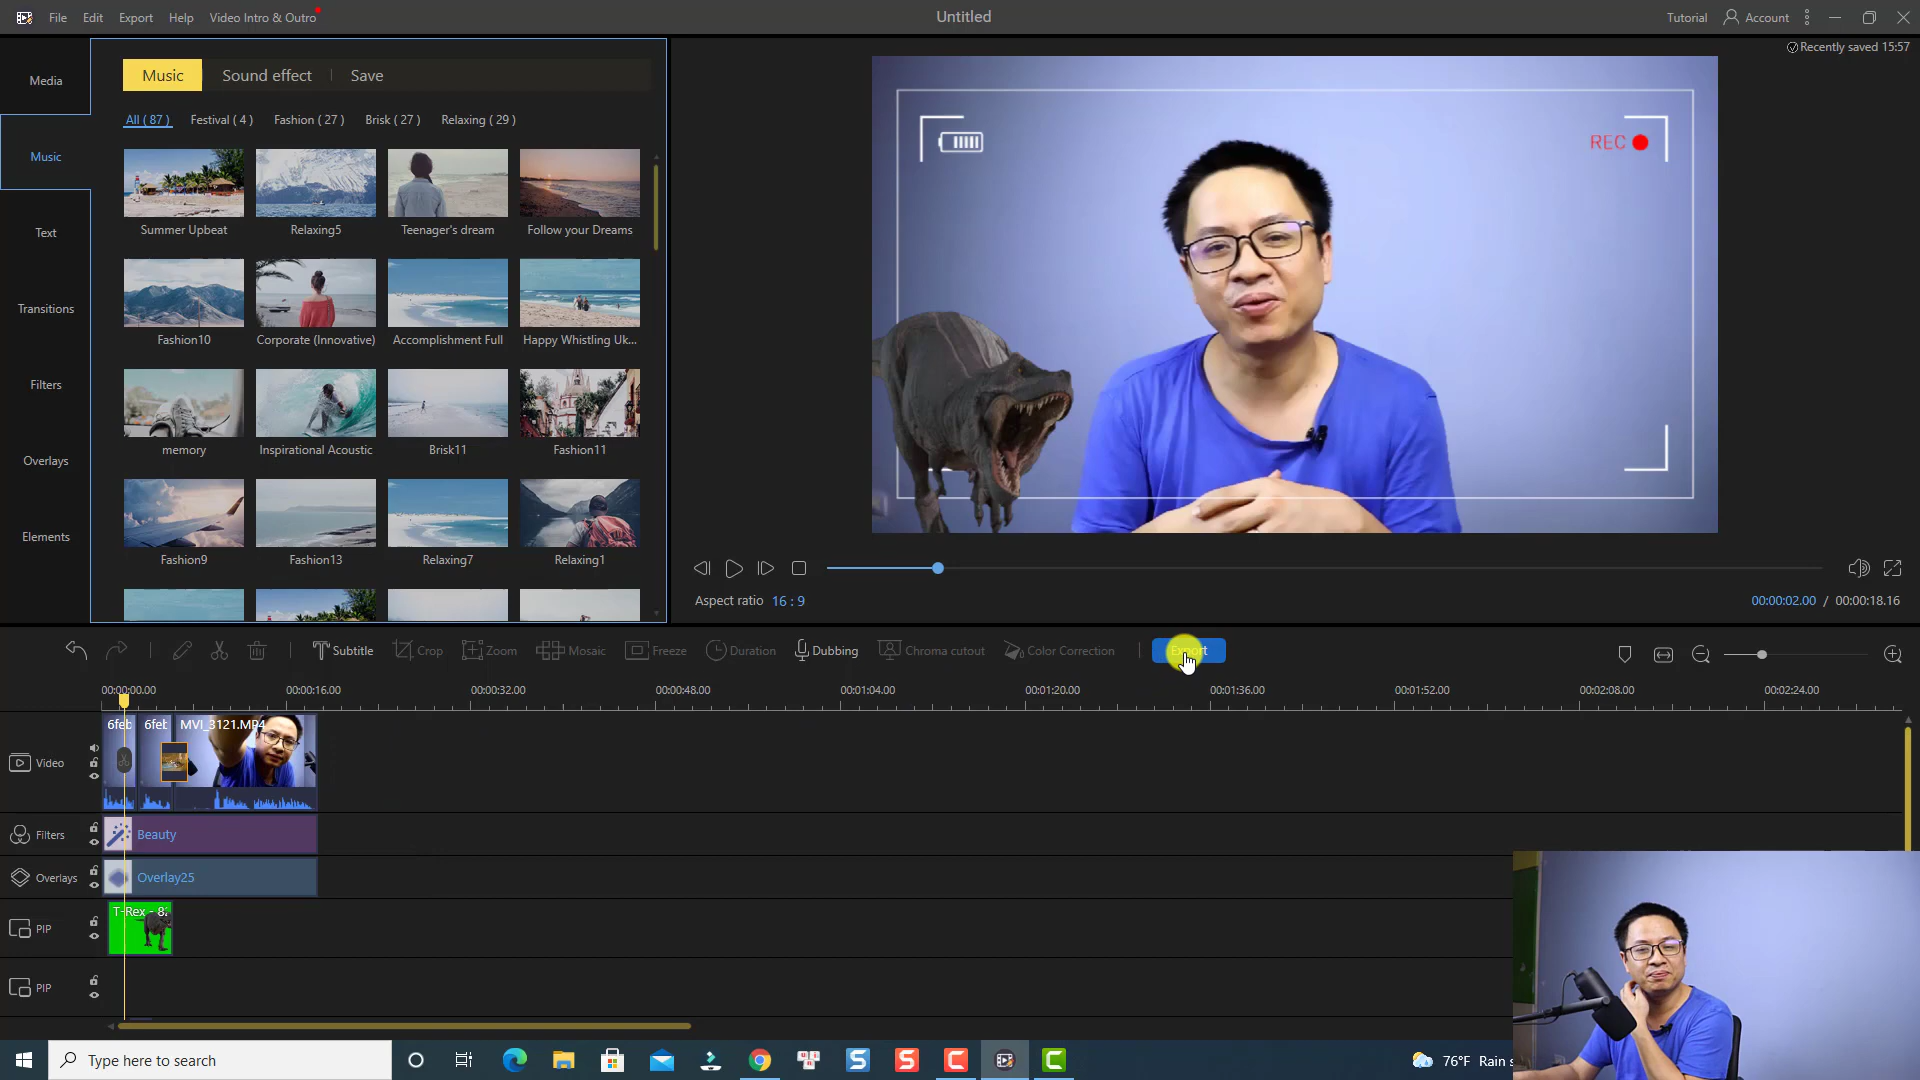 File Edit Export Help Video Intro & Outro
Untitled
Tutorial Account
Recently saved 15:57
Media
Music
Text
Transitions
Filters
Overlays
Elements
Music Sound effect Save
All ( 87 ) Festival ( 4 ) Fashion ( 27 ) Brisk ( 27 ) Relaxing ( 29 )
Summer Upbeat Relaxing5 Teenager's dream Follow your Dreams
Fashion10 Corporate (Innovative) Accomplishment Full Happy Whistling Uk...
memory Inspirational Acoustic Brisk11 Fashion11
Fashion9 Fashion13 Relaxing7 Relaxing1
REC
Aspect ratio 16 : 9
00:00:02.00 / 00:00:18.16
Subtitle Crop Zoom Mosaic Freeze Duration Dubbing Chroma cutout Color Correction Export
00:00:00.00 00:00:16.00 00:00:32.00 00:00:48.00 00:01:04.00 00:01:20.00 00:01:36.00 00:01:52.00 00:02:08.00 00:02:24.00
Video 6feb 6feb MVI_3121.MP4
Filters Beauty
Overlays Overlay25
PIP T-Rex - 8
PIP
Type here to search
76°F Rain s